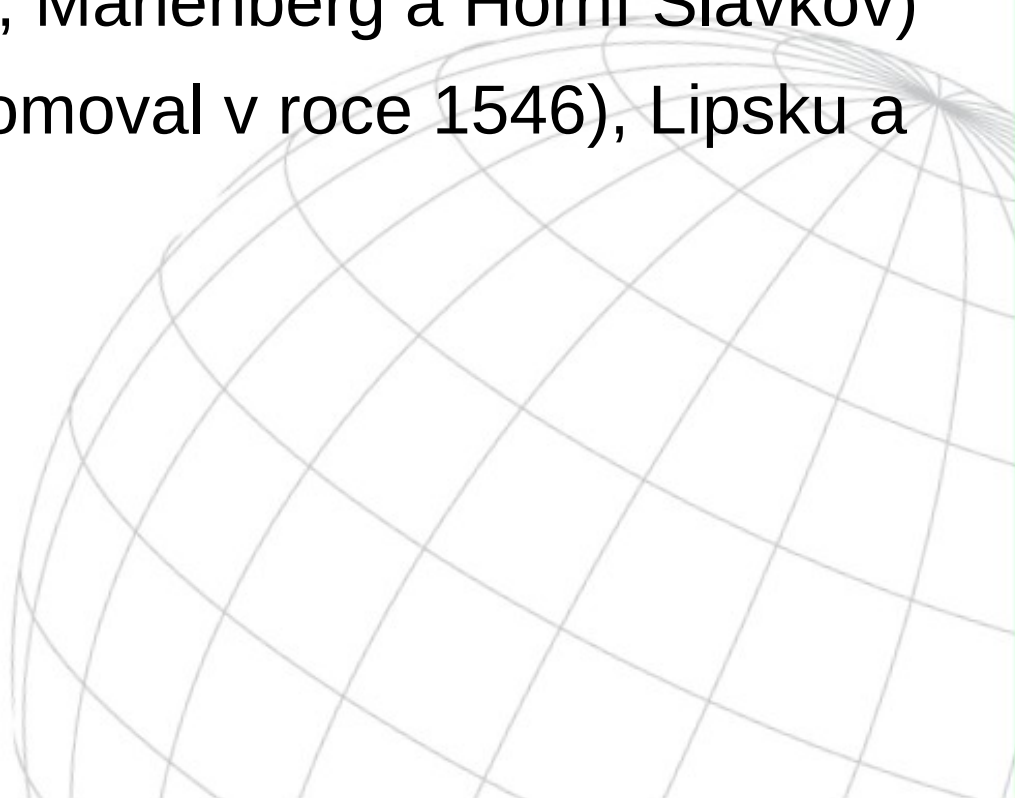 , Marienberg a Horní Slavkov)
omoval v roce 1546), Lipsku a